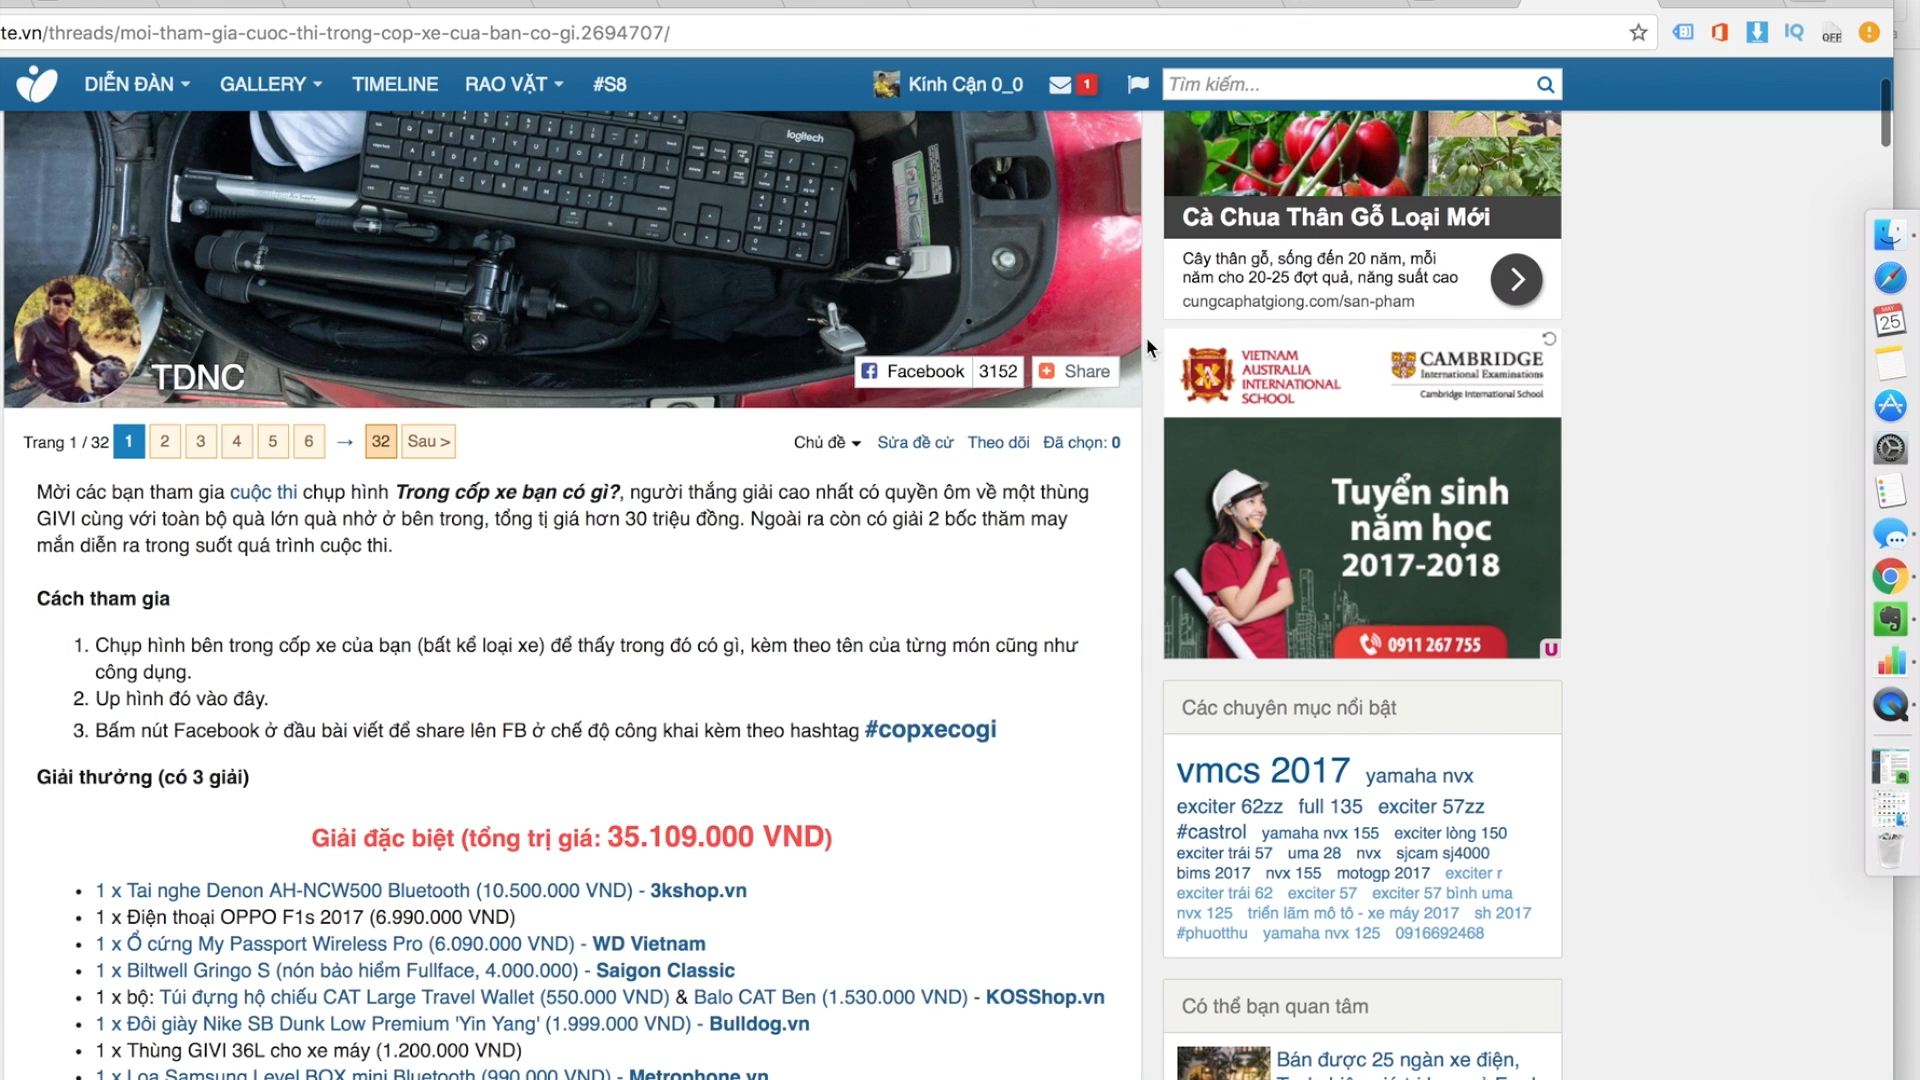 te.vn/threads/moi-tham-gia-cuoc-thi-trong-cop-xe-cua-ban-co-gi.2694707/
IQ
OFF
DIỄN ĐÀN
GALLERY
TIMELINE
RAO VẶT
#S8
Kính Cận 0_0
1
Tìm kiếm...
logitech
TDNC
Facebook 3152
Share
Trang 1 / 32 1 2 3 4 5 6 → 32 Sau >
Chủ đề Sửa đề cử Theo dõi Đã chọn: 0
Mời các bạn tham gia cuộc thi chụp hình Trong cốp xe bạn có gì?, người thắng giải cao nhất có quyền ôm về một thùng
GIVI cùng với toàn bộ quà lớn quà nhỏ ở bên trong, tổng tị giá hơn 30 triệu đồng. Ngoài ra còn có giải 2 bốc thăm may
mắn diễn ra trong suốt quá trình cuộc thi.
Cách tham gia
1. Chụp hình bên trong cốp xe của bạn (bất kể loại xe) để thấy trong đó có gì, kèm theo tên của từng món cũng như
công dụng.
2. Up hình đó vào đây.
3. Bấm nút Facebook ở đầu bài viết để share lên FB ở chế độ công khai kèm theo hashtag #copxecogi
Giải thưởng (có 3 giải)
Giải đặc biệt (tổng trị giá: 35.109.000 VND)
• 1 x Tai nghe Denon AH-NCW500 Bluetooth (10.500.000 VND) - 3kshop.vn
• 1 x Điện thoại OPPO F1s 2017 (6.990.000 VND)
• 1 x Ổ cứng My Passport Wireless Pro (6.090.000 VND) - WD Vietnam
• 1 x Biltwell Gringo S (nón bảo hiểm Fullface, 4.000.000) - Saigon Classic
• 1 x bộ: Túi đựng hộ chiếu CAT Large Travel Wallet (550.000 VND) & Balo CAT Ben (1.530.000 VND) - KOSShop.vn
• 1 x Đôi giày Nike SB Dunk Low Premium 'Yin Yang' (1.999.000 VND) - Bulldog.vn
• 1 x Thùng GIVI 36L cho xe máy (1.200.000 VND)
• 1 x Loa Samsung Level BOX mini Bluetooth (990.000 VND) - Metrophone.vn
Cà Chua Thân Gỗ Loại Mới
Cây thân gỗ, sống đến 20 năm, mỗi
năm cho 20-25 đợt quả, năng suất cao
cungcaphatgiong.com/san-pham
VIETNAM
AUSTRALIA
INTERNATIONAL
SCHOOL
CAMBRIDGE
International Examinations
Cambridge International School
Tuyển sinh
năm học
2017-2018
0911 267 755
U
Các chuyên mục nổi bật
vmcs 2017 yamaha nvx
exciter 62zz full 135 exciter 57zz
#castrol yamaha nvx 155 exciter lòng 150
exciter trái 57 uma 28 nvx sjcam sj4000
bims 2017 nvx 155 motogp 2017 exciter r
exciter trái 62 exciter 57 exciter 57 bình uma
nvx 125 triển lãm mô tô - xe máy 2017 sh 2017
#phuotthu yamaha nvx 125 0916692468
Có thể bạn quan tâm
Bán được 25 ngàn xe điện,
MAY
25